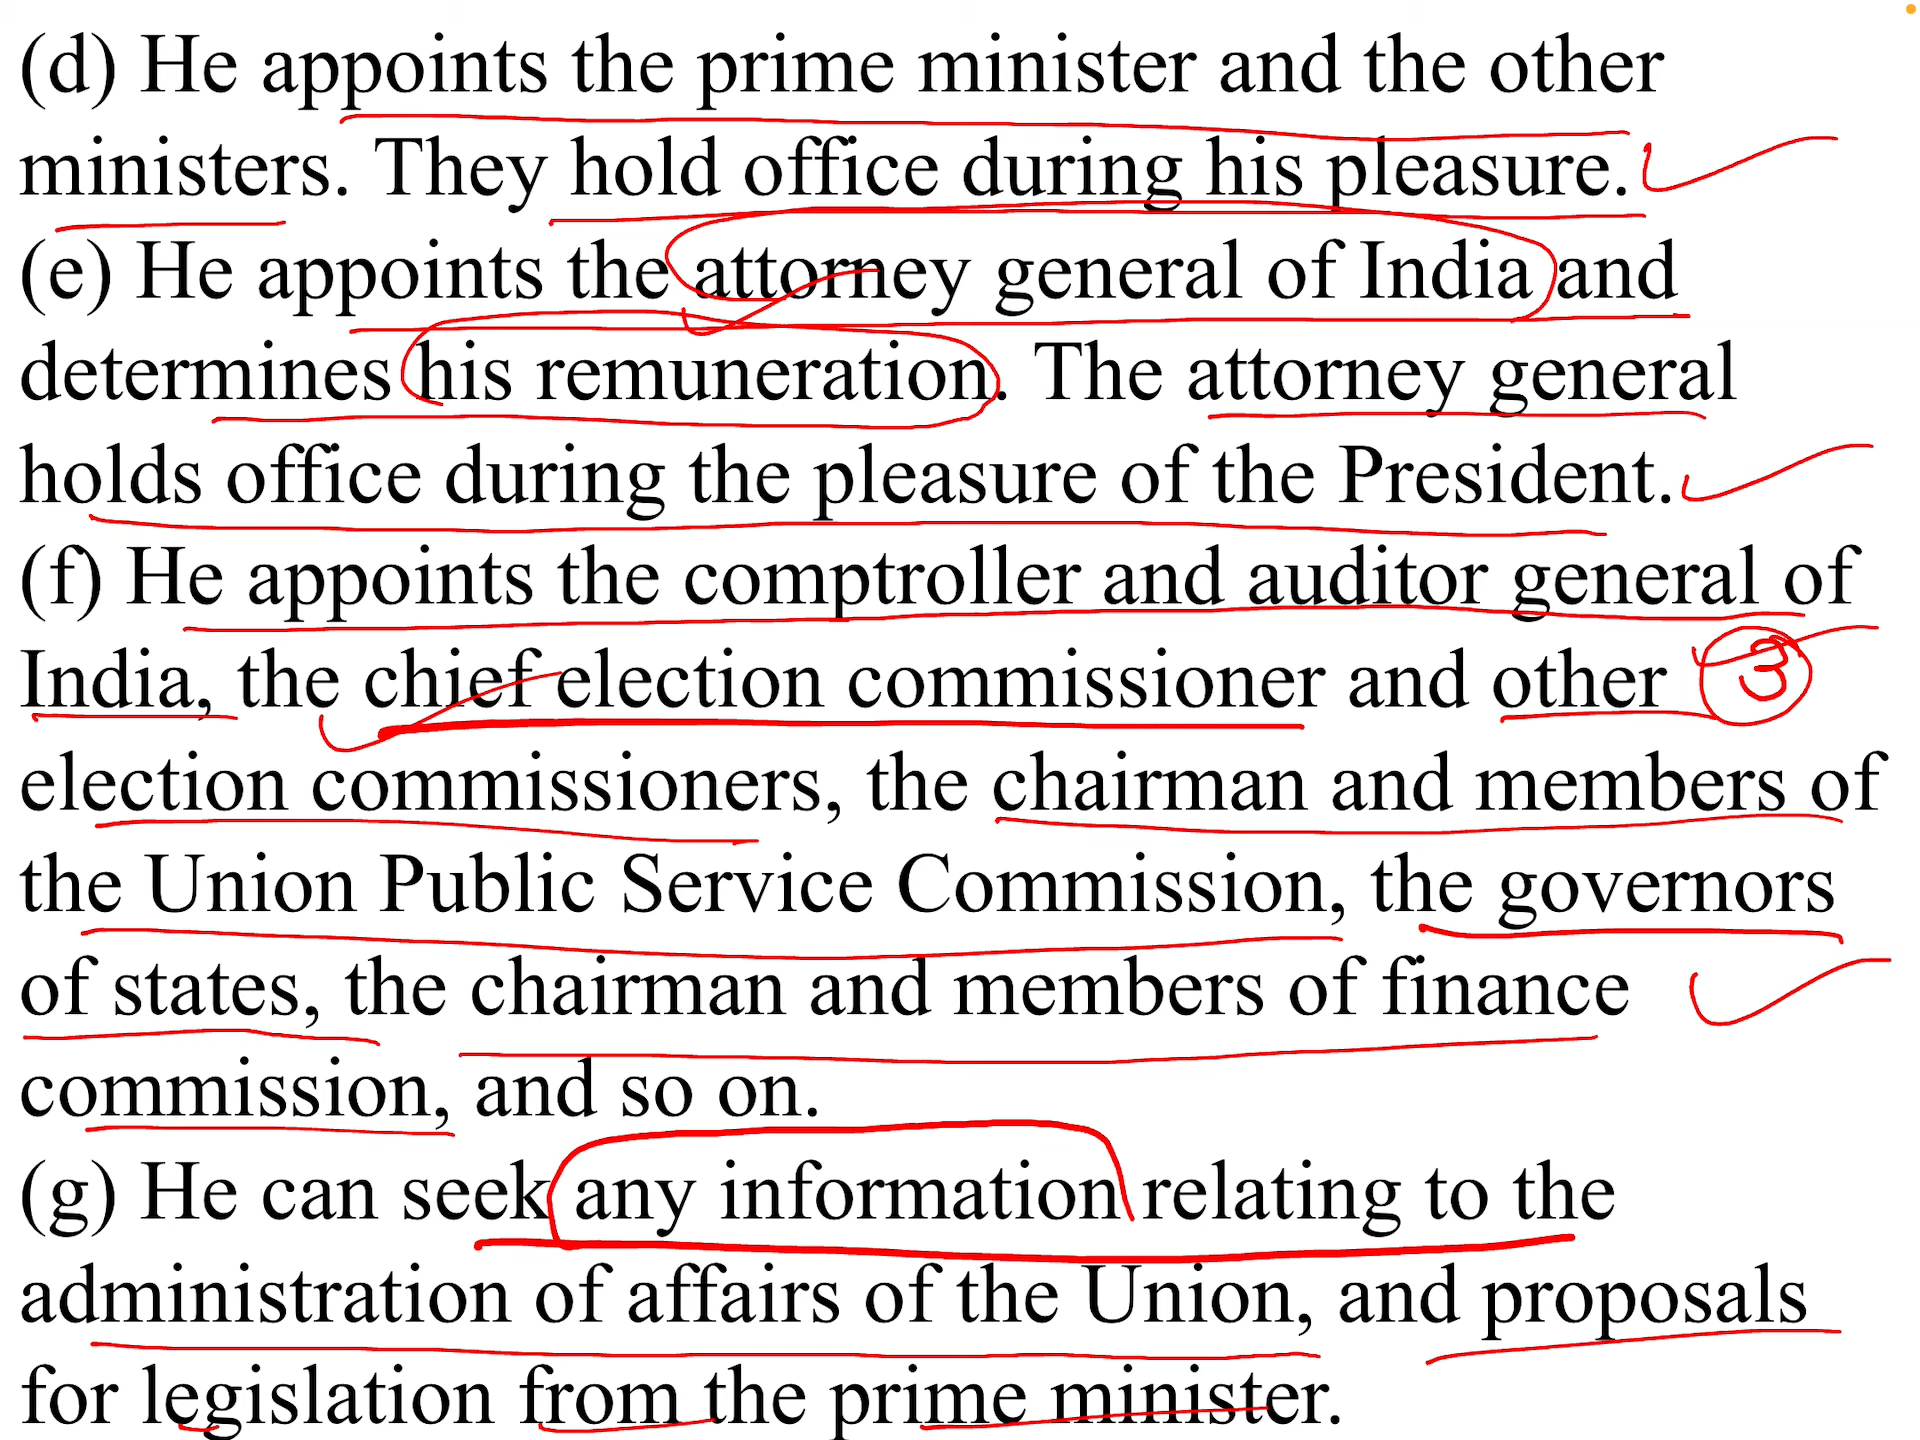 (d) He appoints the prime minister and the other
ministers. They hold office during his pleasure.
(e) He appoints the attorney general of India and
determines his remuneration. The attorney general
holds office during the pleasure of the President.
(f) He appoints the comptroller and auditor general of
India, the chief election commissioner and other 3
election commissioners, the chairman and members of
the Union Public Service Commission, the governors
of states, the chairman and members of finance
commission, and so on.
(g) He can seek any information relating to the
administration of affairs of the Union, and proposals
for legislation from the prime minister.